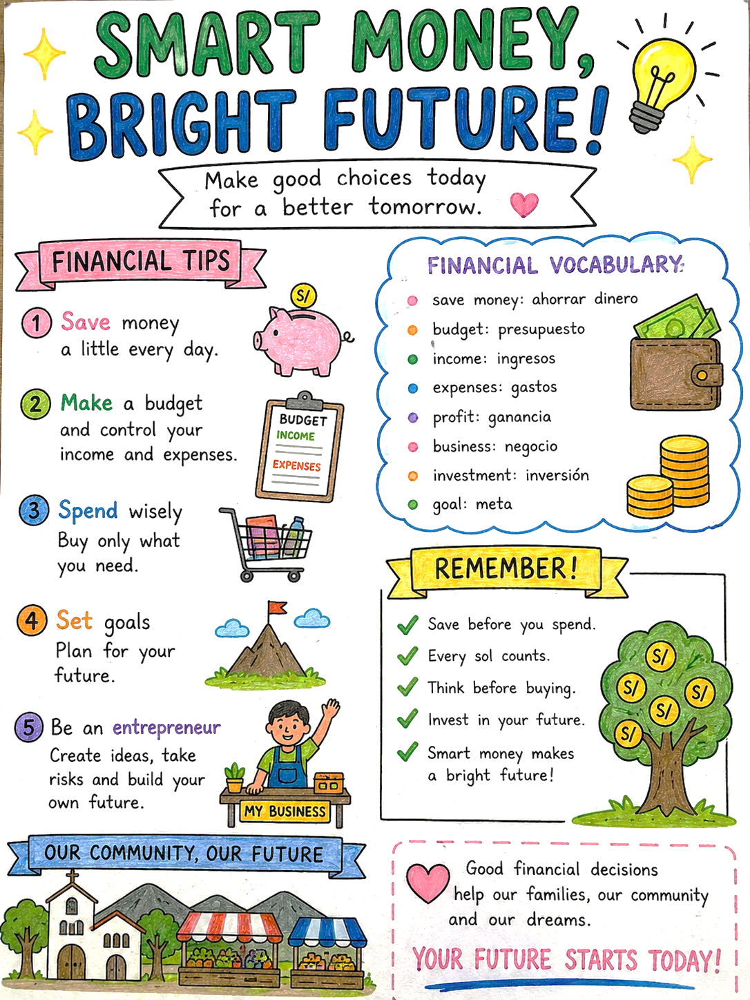 SMART MONEY,
BRIGHT FUTURE!
Make good choices today
for a better tomorrow.
FINANCIAL TIPS
1 Save money
a little every day.
S/
2 Make a budget
and control your
income and expenses.
BUDGET
INCOME
EXPENSES
3 Spend wisely
Buy only what
you need.
4 Set goals
Plan for your
future.
5 Be an entrepreneur
Create ideas, take
risks and build your
own future.
MY BUSINESS
FINANCIAL VOCABULARY:
save money: ahorrar dinero
budget: presupuesto
income: ingresos
expenses: gastos
profit: ganancia
business: negocio
investment: inversión
goal: meta
REMEMBER!
Save before you spend.
Every sol counts.
Think before buying.
Invest in your future.
Smart money makes
a bright future!
S/
S/
S/
S/
S/
OUR COMMUNITY, OUR FUTURE
Good financial decisions
help our families, our community
and our dreams.
YOUR FUTURE STARTS TODAY!